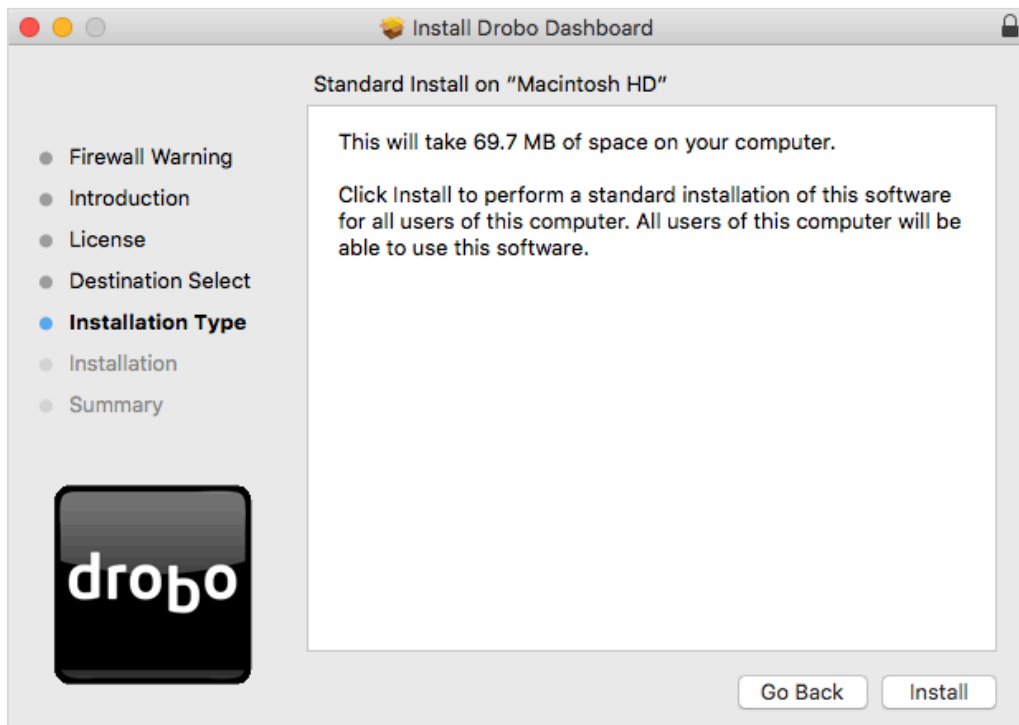 Install Drobo Dashboard
Standard Install on “Macintosh HD”
Firewall Warning
Introduction
License
Destination Select
Installation Type
Installation
Summary
This will take 69.7 MB of space on your computer.
Click Install to perform a standard installation of this software
for all users of this computer. All users of this computer will be
able to use this software.
drobo
Go Back
Install